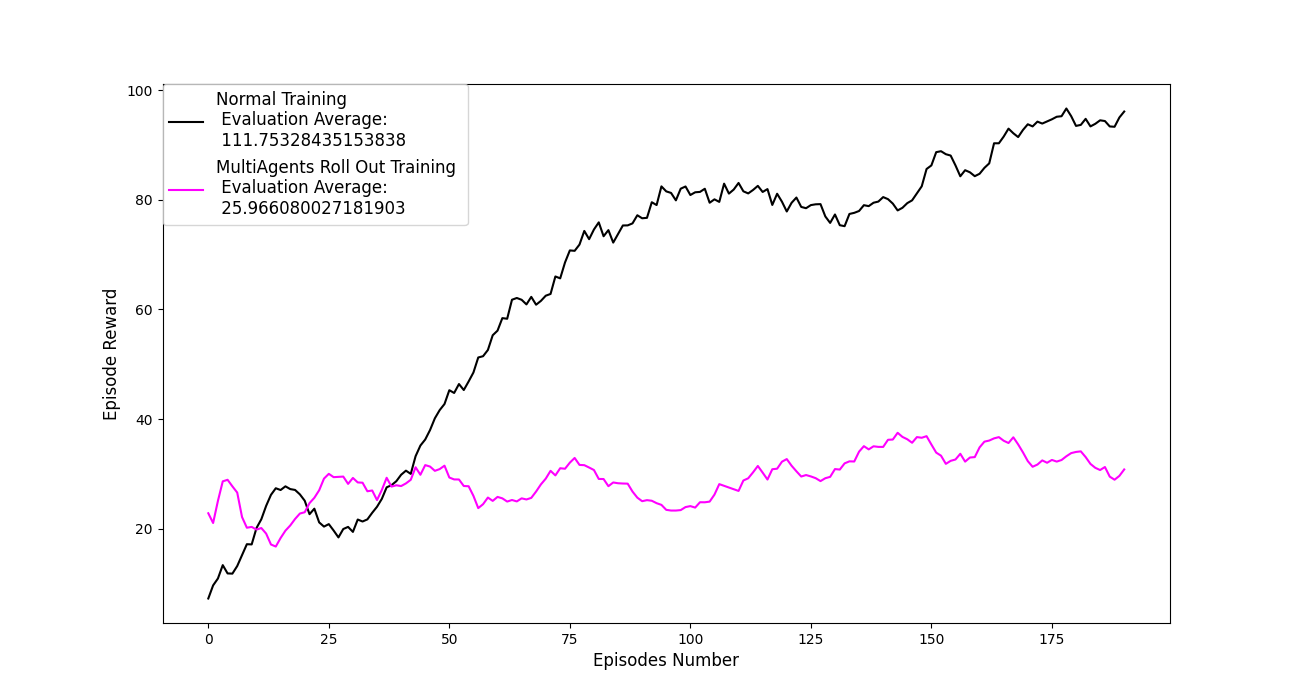 Normal Training
Evaluation Average:
111.75328435153838
MultiAgents Roll Out Training
Evaluation Average:
25.966080027181903
100
80
60
40
20
Episode Reward
0 25 50 75 100 125 150 175
Episodes Number